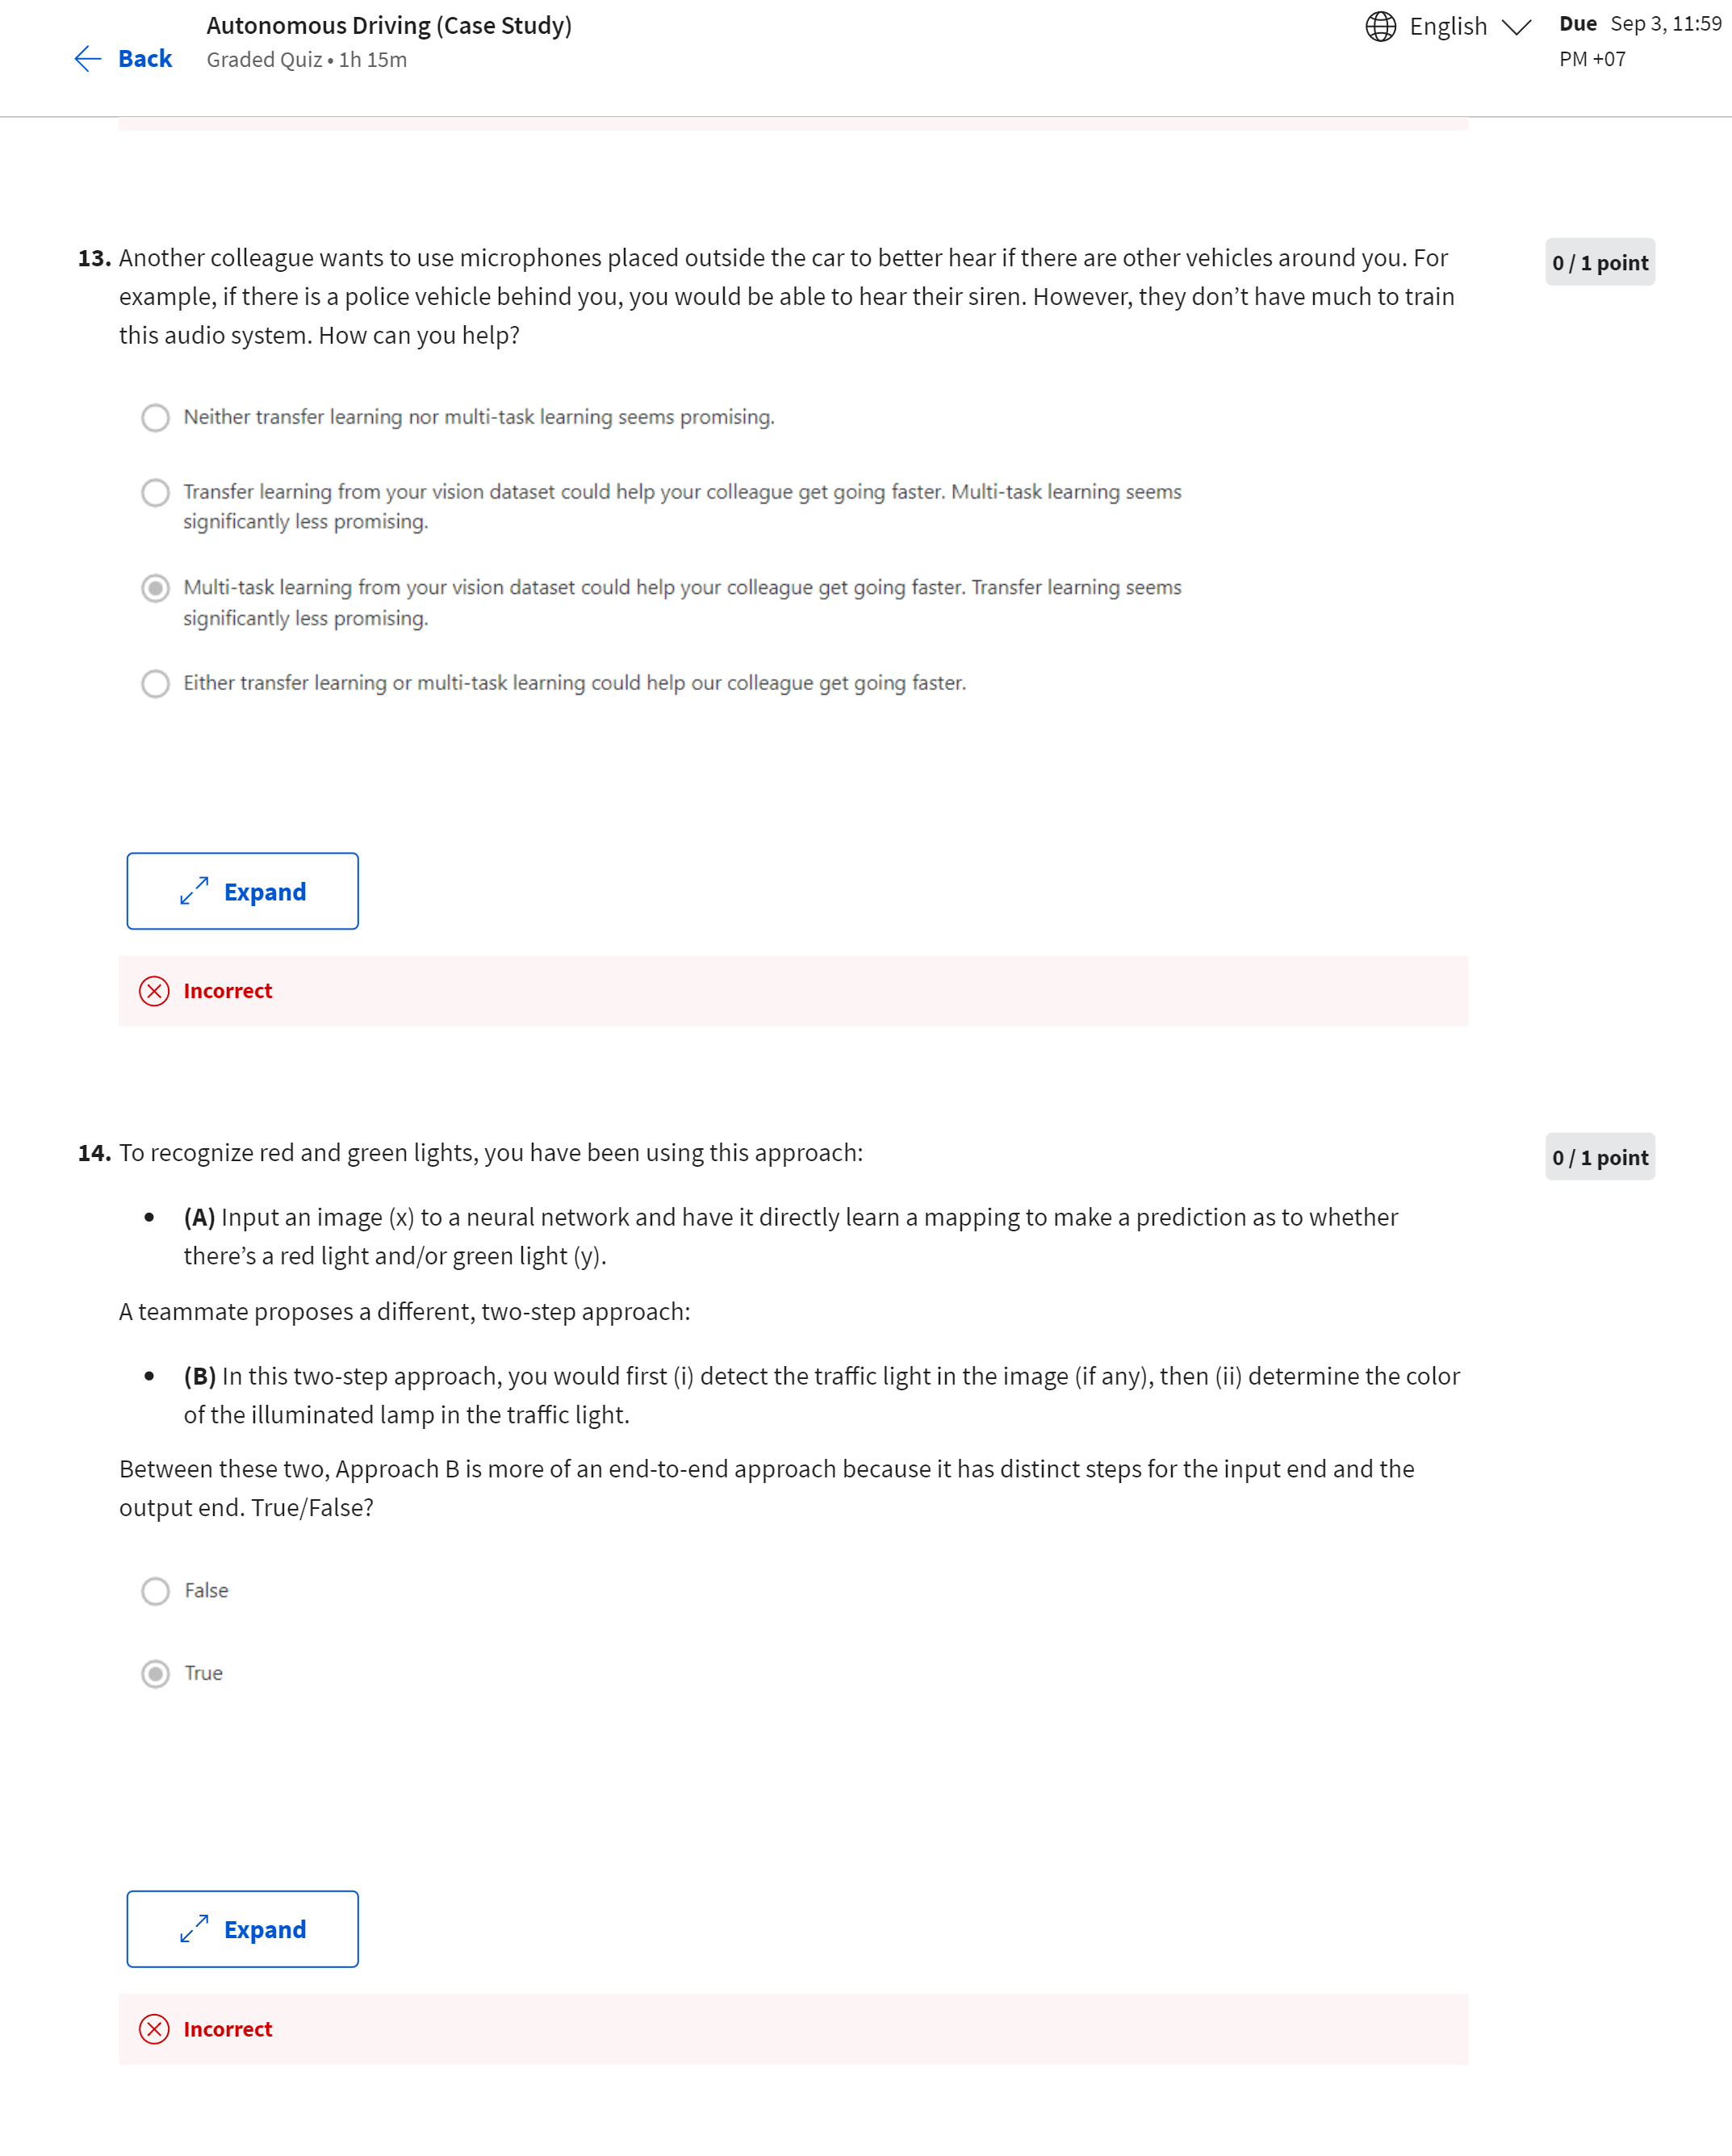 Autonomous Driving (Case Study)
Graded Quiz • 1h 15m
Back
English
Due Sep 3, 11:59
PM +07
13. Another colleague wants to use microphones placed outside the car to better hear if there are other vehicles around you. For
example, if there is a police vehicle behind you, you would be able to hear their siren. However, they don’t have much to train
this audio system. How can you help?
0 / 1 point
Neither transfer learning nor multi-task learning seems promising.
Transfer learning from your vision dataset could help your colleague get going faster. Multi-task learning seems
significantly less promising.
Multi-task learning from your vision dataset could help your colleague get going faster. Transfer learning seems
significantly less promising.
Either transfer learning or multi-task learning could help our colleague get going faster.
Expand
Incorrect
14. To recognize red and green lights, you have been using this approach:
0 / 1 point
• (A) Input an image (x) to a neural network and have it directly learn a mapping to make a prediction as to whether
there’s a red light and/or green light (y).
A teammate proposes a different, two-step approach:
• (B) In this two-step approach, you would first (i) detect the traffic light in the image (if any), then (ii) determine the color
of the illuminated lamp in the traffic light.
Between these two, Approach B is more of an end-to-end approach because it has distinct steps for the input end and the
output end. True/False?
False
True
Expand
Incorrect